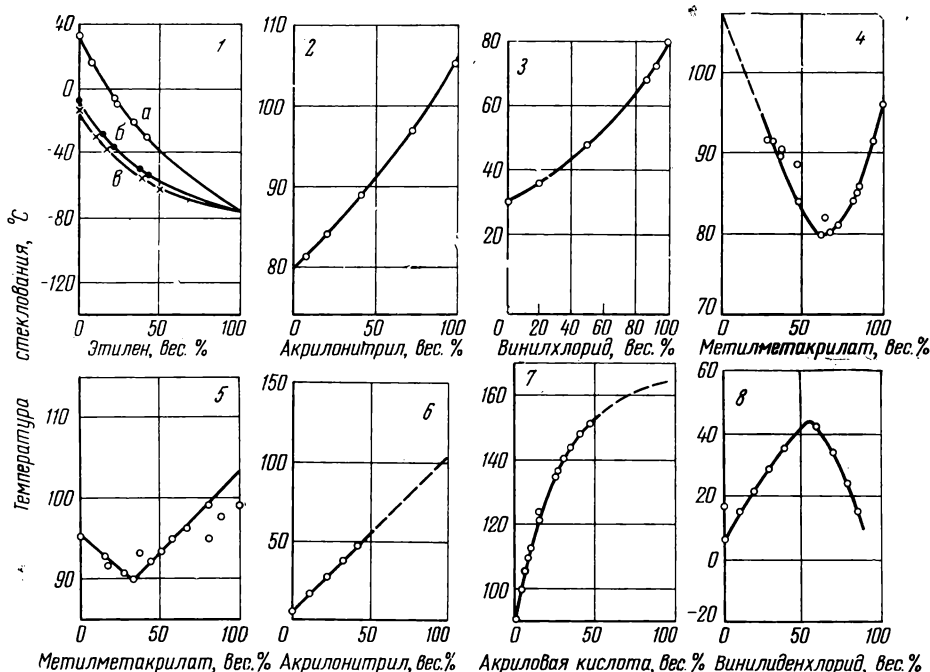 Температура стеклования, °С
40
0
-40
-80
-120
1
а
б
в
0 50 100
Этилен, вес. %
110
100
90
80
2
0 50 100
Акрилонитрил, вес. %
80
60
40
20
3
0 20 40 60 80 100
Винилхлорид, вес. %
100
90
80
70
4
0 50 100
Метилметакрилат, вес. %
110
100
90
5
0 50 100
Метилметакрилат, вес. %
150
100
50
6
0 50 100
Акрилонитрил, вес. %
160
140
120
100
7
0 50 100
Акриловая кислота, вес. %
60
40
20
0
-20
8
0 50 100
Винилиденхлорид, вес. %